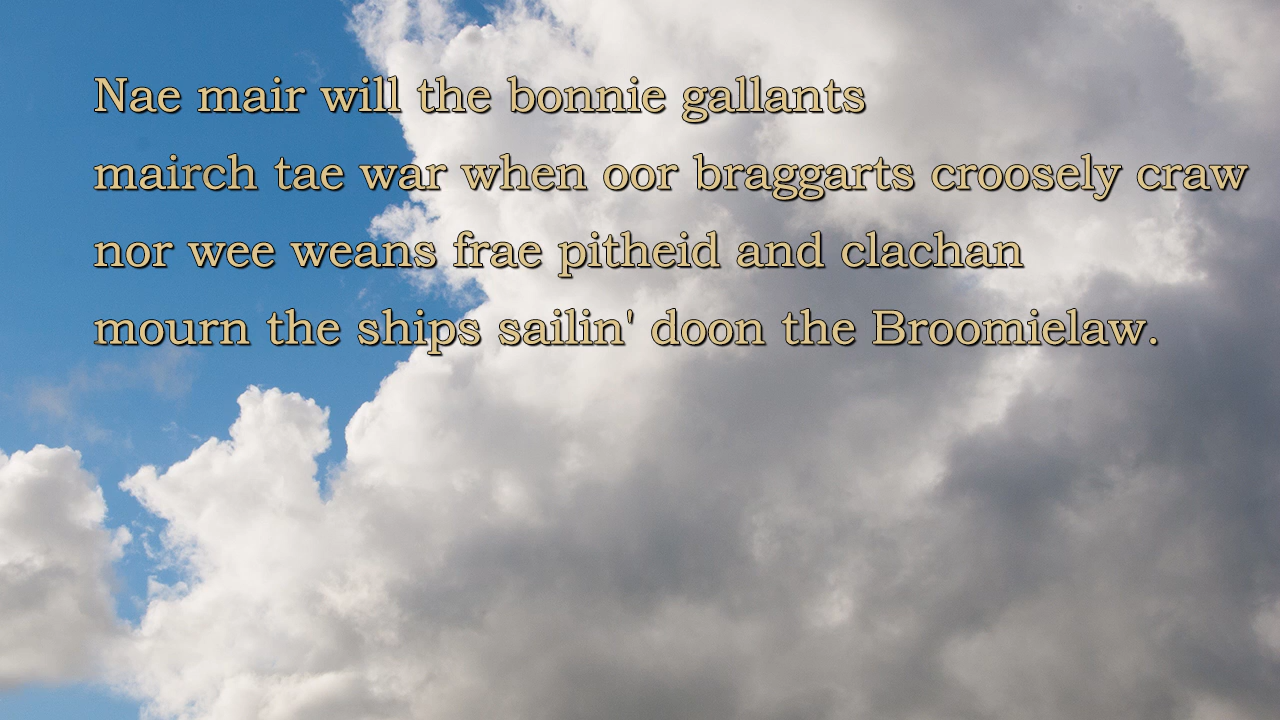 Nae mair will the bonnie gallants
mairch tae war when oor braggarts croosely craw
nor wee weans frae pitheid and clachan
mourn the ships sailin' doon the Broomielaw.